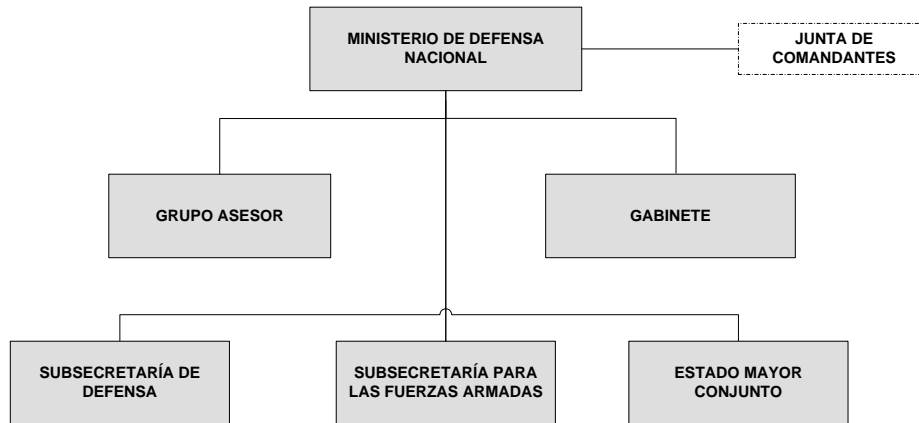 MINISTERIO DE DEFENSA
NACIONAL
JUNTA DE
COMANDANTES
GRUPO ASESOR
GABINETE
SUBSECRETARÍA DE
DEFENSA
SUBSECRETARÍA PARA
LAS FUERZAS ARMADAS
ESTADO MAYOR
CONJUNTO